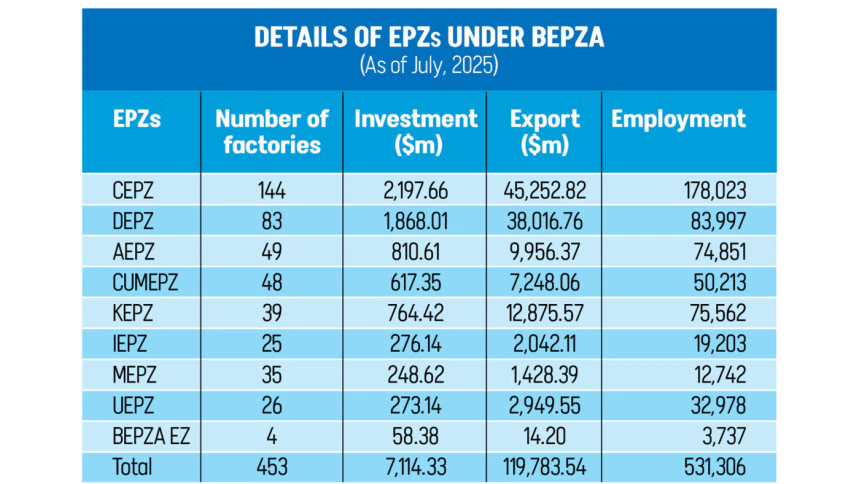 DETAILS OF EPZs UNDER BEPZA
(As of July, 2025)
EPZs Number of factories Investment ($m) Export ($m) Employment
CEPZ 144 2,197.66 45,252.82 178,023
DEPZ 83 1,868.01 38,016.76 83,997
AEPZ 49 810.61 9,956.37 74,851
CUMEPZ 48 617.35 7,248.06 50,213
KEPZ 39 764.42 12,875.57 75,562
IEPZ 25 276.14 2,042.11 19,203
MEPZ 35 248.62 1,428.39 12,742
UEPZ 26 273.14 2,949.55 32,978
BEPZA EZ 4 58.38 14.20 3,737
Total 453 7,114.33 119,783.54 531,306